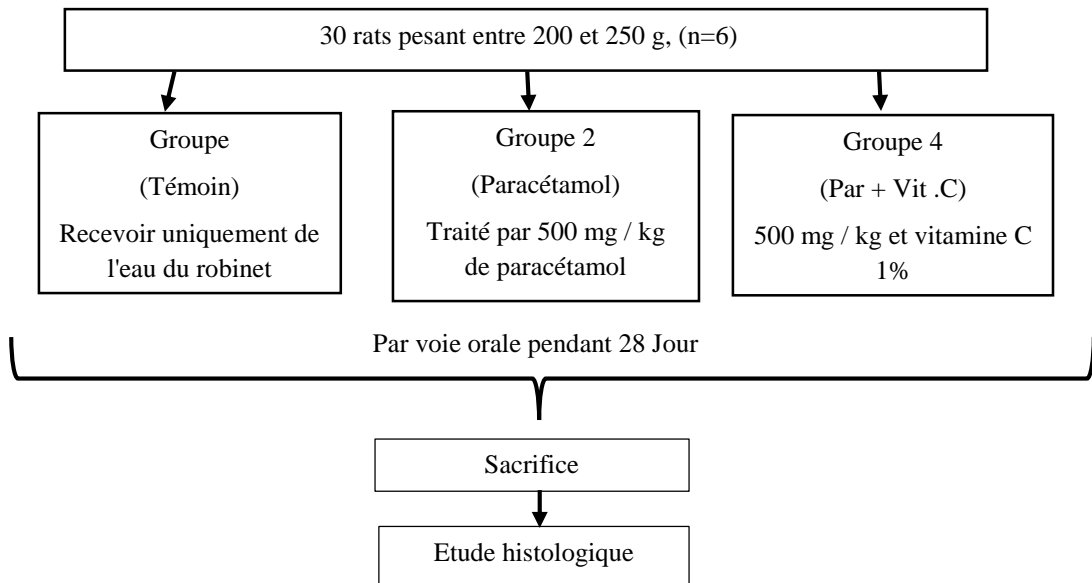 30 rats pesant entre 200 et 250 g, (n=6)
Groupe
(Témoin)
Recevoir uniquement de
l'eau du robinet
Groupe 2
(Paracétamol)
Traité par 500 mg / kg
de paracétamol
Groupe 4
(Par + Vit .C)
500 mg / kg et vitamine C
1%
Par voie orale pendant 28 Jour
Sacrifice
Etude histologique